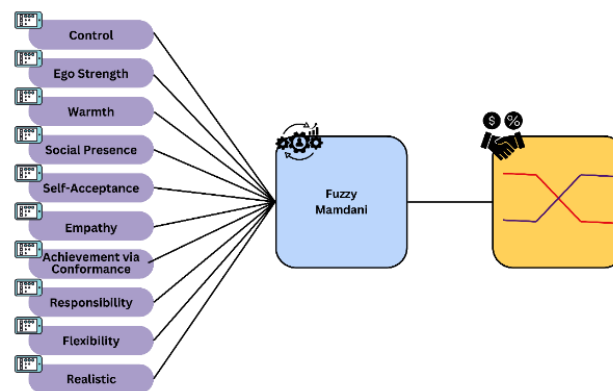 Control
Ego Strength
Warmth
Social Presence
Self-Acceptance
Empathy
Achievement via
Conformance
Responsibility
Flexibility
Realistic
Fuzzy
Mamdani
$ %